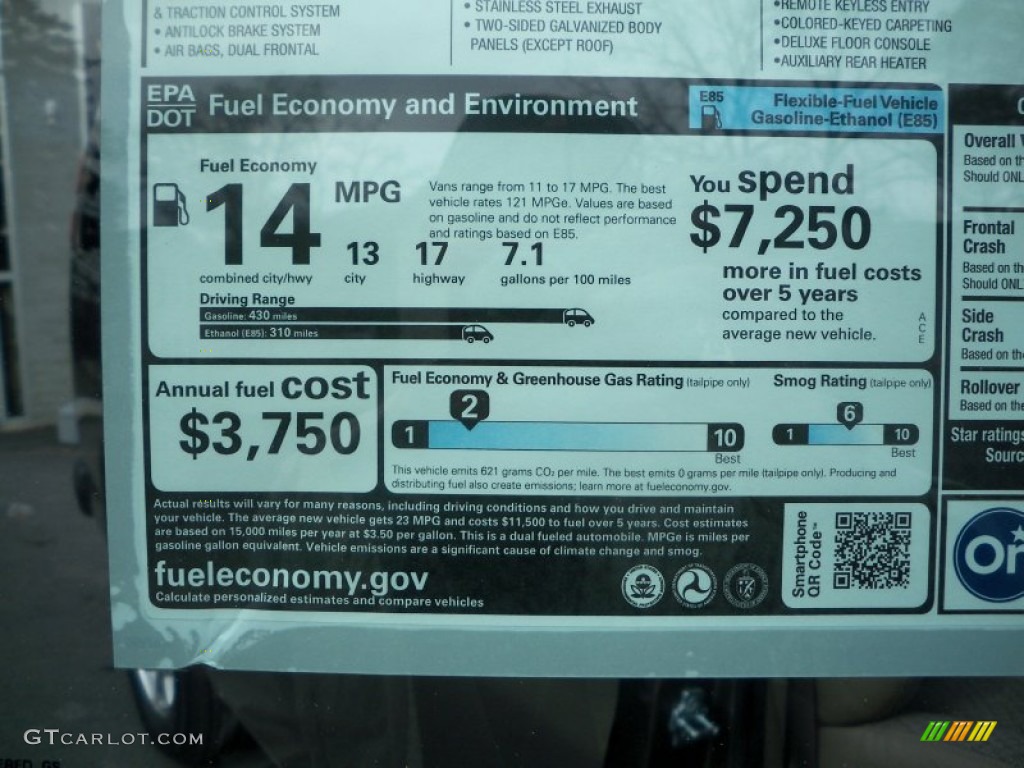 & TRACTION CONTROL SYSTEM
• ANTILOCK BRAKE SYSTEM
• AIR BAGS, DUAL FRONTAL
• STAINLESS STEEL EXHAUST
• TWO-SIDED GALVANIZED BODY
PANELS (EXCEPT ROOF)
•REMOTE KEYLESS ENTRY
•COLORED-KEYED CARPETING
•DELUXE FLOOR CONSOLE
•AUXILIARY REAR HEATER
EPA
DOT
Fuel Economy and Environment
E85
Flexible-Fuel Vehicle
Gasoline-Ethanol (E85)
Fuel Economy
14 MPG
combined city/hwy
13
city
17
highway
7.1
gallons per 100 miles
Vans range from 11 to 17 MPG. The best
vehicle rates 121 MPGe. Values are based
on gasoline and do not reflect performance
and ratings based on E85.
Driving Range
Gasoline: 430 miles
Ethanol (E85): 310 miles
You spend
$7,250
more in fuel costs
over 5 years
compared to the
average new vehicle.
A
C
E
Annual fuel cost
$3,750
Fuel Economy & Greenhouse Gas Rating (tailpipe only)
2
1
10
Best
Smog Rating (tailpipe only)
6
1
10
Best
This vehicle emits 621 grams CO₂ per mile. The best emits 0 grams per mile (tailpipe only). Producing and
distributing fuel also create emissions; learn more at fueleconomy.gov.
Actual results will vary for many reasons, including driving conditions and how you drive and maintain
your vehicle. The average new vehicle gets 23 MPG and costs $11,500 to fuel over 5 years. Cost estimates
are based on 15,000 miles per year at $3.50 per gallon. This is a dual fueled automobile. MPGe is miles per
gasoline gallon equivalent. Vehicle emissions are a significant cause of climate change and smog.
fueleconomy.gov
Calculate personalized estimates and compare vehicles
Smartphone
QR Code™
Overall
Based on th
Should ONL
Frontal
Crash
Based on the
Should ONL
Side
Crash
Based on the
Rollover
Based on the
Star ratings
Sourc
On
GTCARLOT.COM